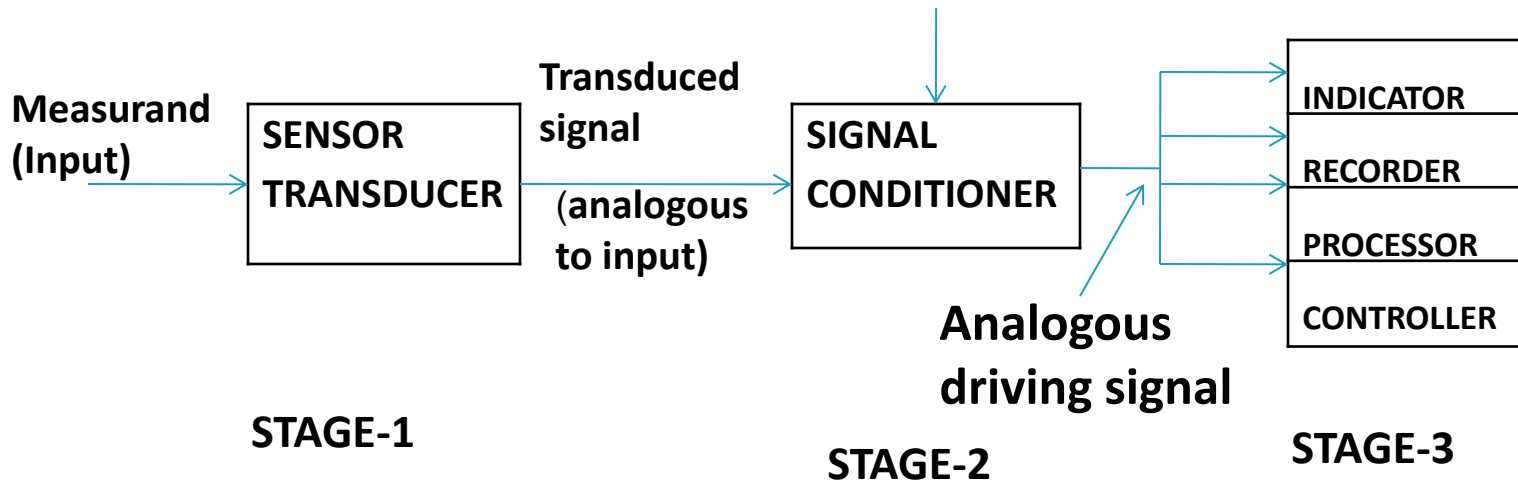 Measurand
(Input)
SENSOR
TRANSDUCER
Transduced
signal
(analogous
to input)
SIGNAL
CONDITIONER
Analogous
driving signal
INDICATOR
RECORDER
PROCESSOR
CONTROLLER
STAGE-1
STAGE-2
STAGE-3